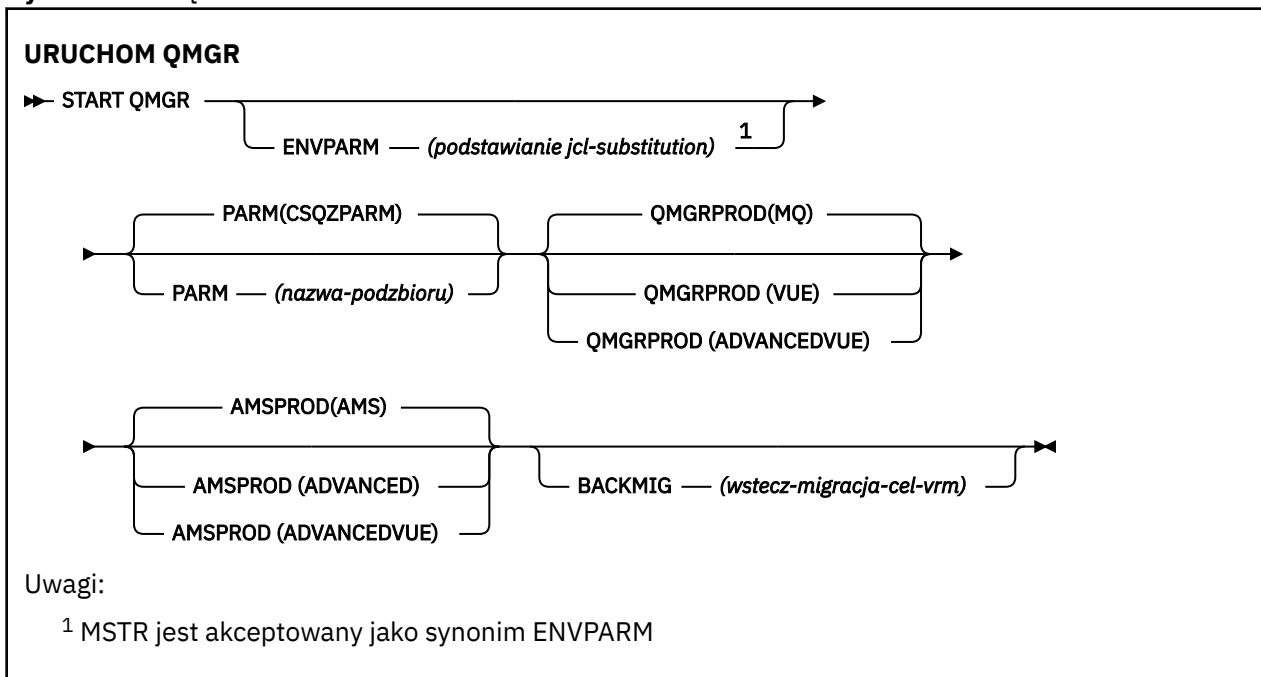 URUCHOM QMGR
START QMGR
ENVPARM (podstawianie jcl-substitution) 1
PARM(CSQZPARM) QMGRPROD(MQ)
PARM (nazwa-podzbioru) QMGRPROD (VUE)
QMGRPROD (ADVANCEDVUE)
AMSPROD(AMS)
AMSPROD (ADVANCED) BACKMIG (wstecz-migracja-cel-vrm)
AMSPROD (ADVANCEDVUE)
Uwagi:
1 MSTR jest akceptowany jako synonim ENVPARM